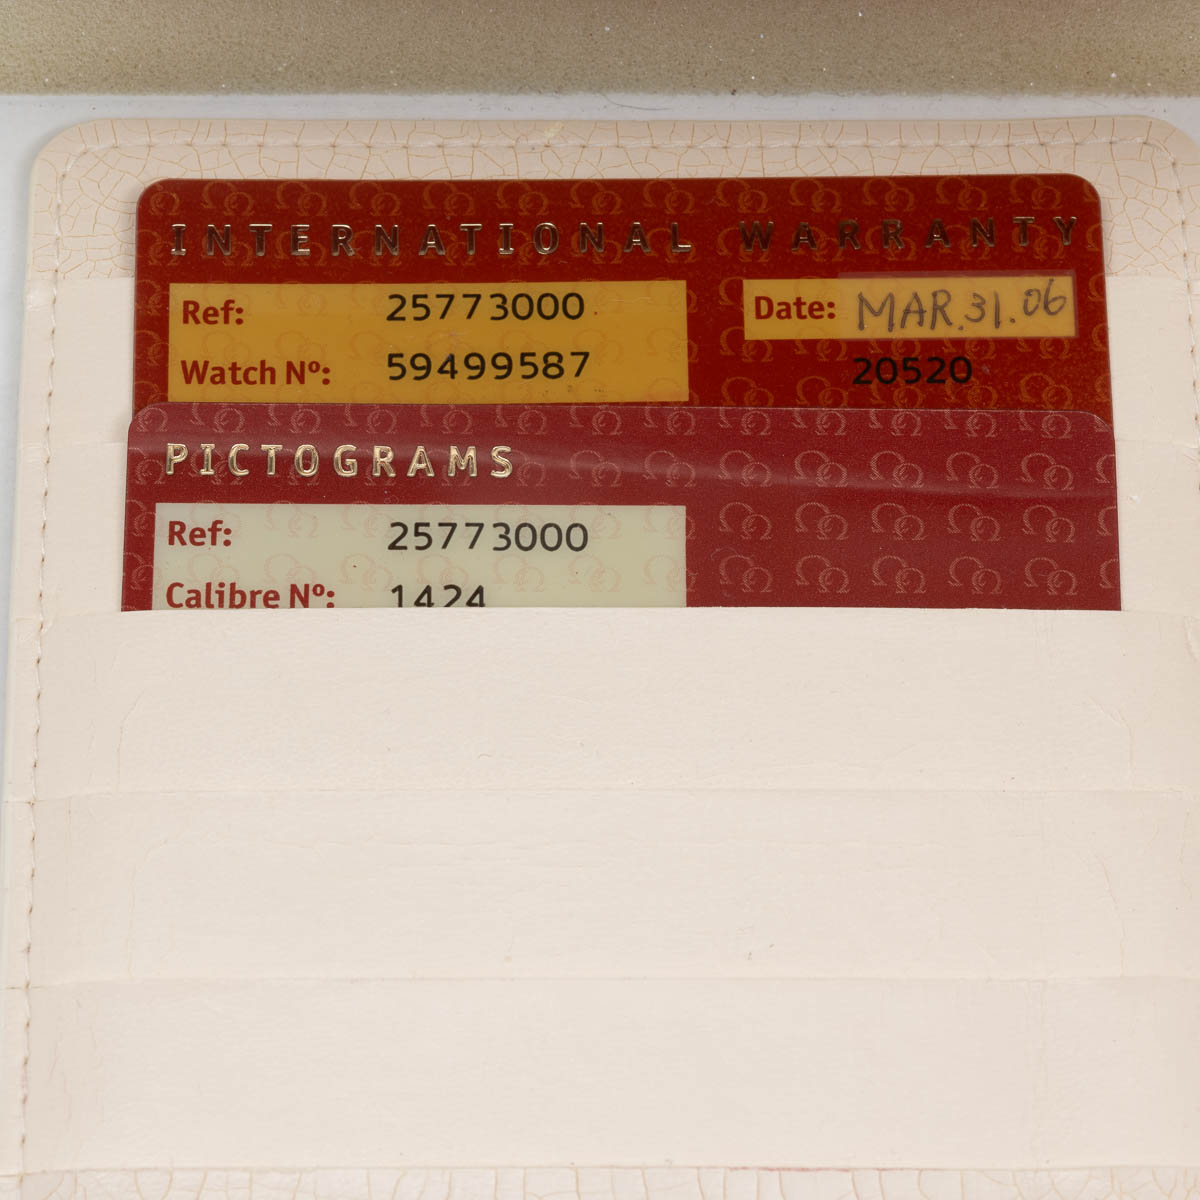 INTERNATIONAL WARRANTY
Ref: 25773000 Date: MAR.31.06
Watch Nº: 59499587 20520
PICTOGRAMS
Ref: 25773000
Calibre Nº: 1424